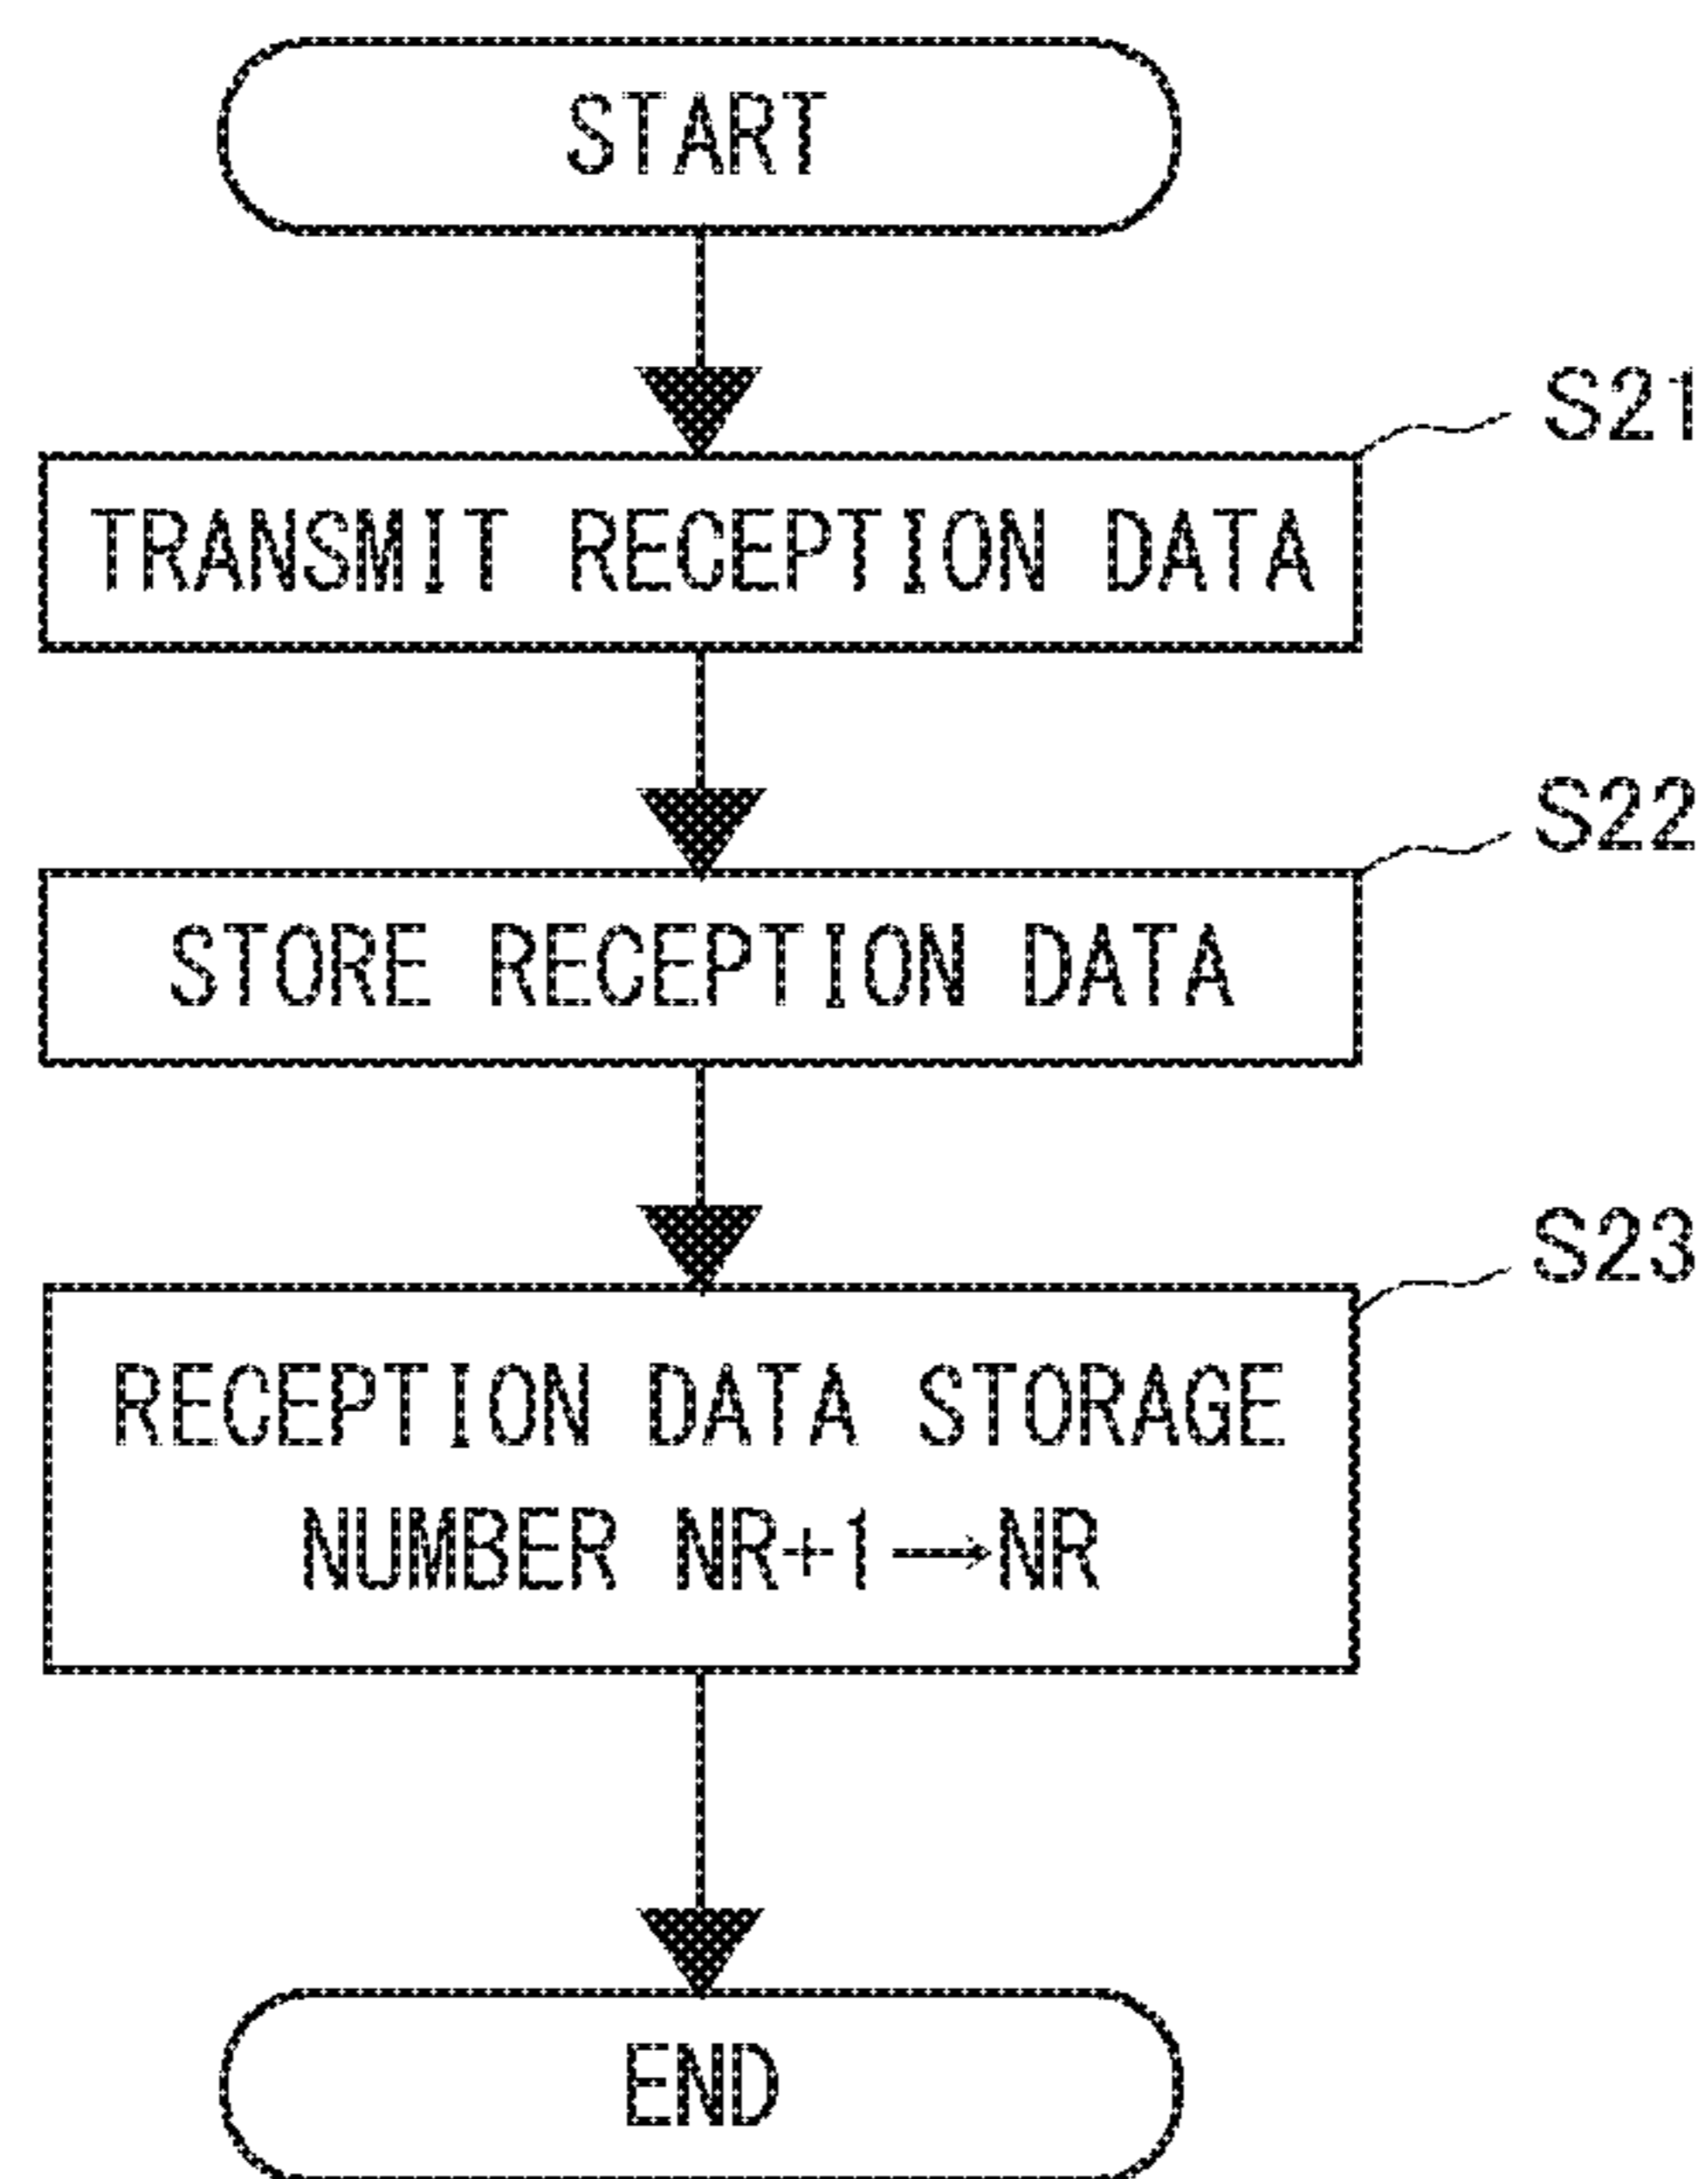 START
S21
TRANSMIT RECEPTION DATA
S22
STORE RECEPTION DATA
S23
RECEPTION DATA STORAGE
NUMBER NR+1→NR
END